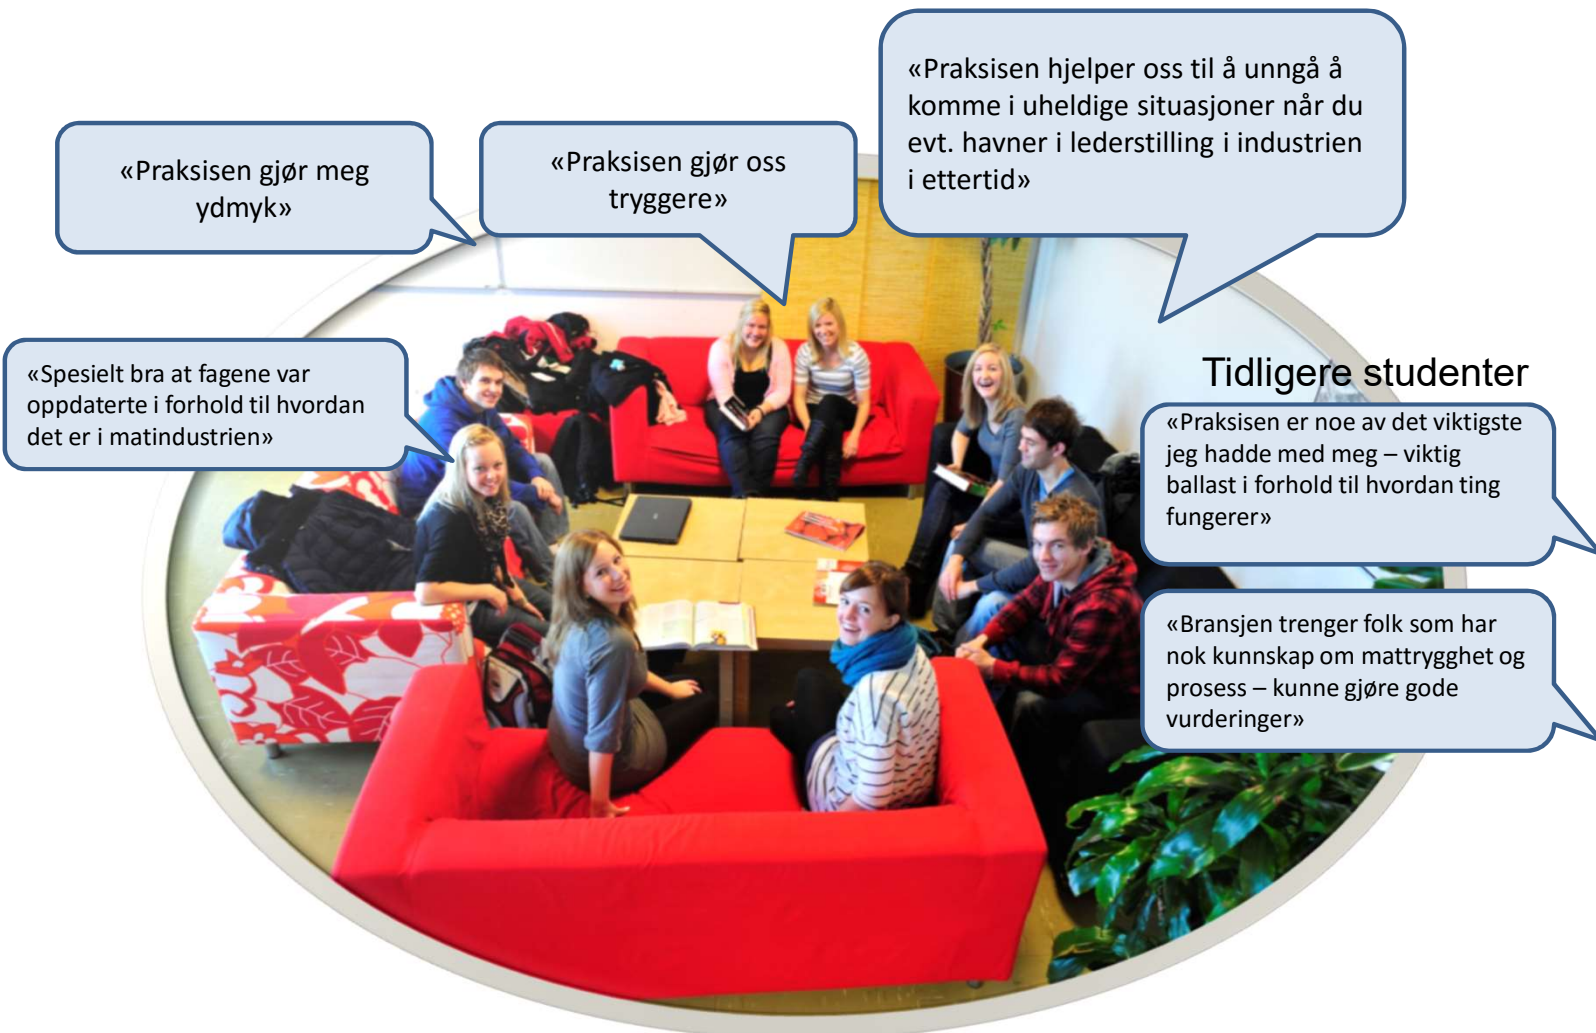 «Praksisen hjelper oss til å unngå å
komme i uheldige situasjoner når du
evt. havner i lederstilling i industrien
i ettertid»
«Praksisen gjør meg
ydmyk»
«Praksisen gjør oss
tryggere»
«Spesielt bra at fagene var
oppdaterte i forhold til hvordan
det er i matindustrien»
Tidligere studenter
«Praksisen er noe av det viktigste
jeg hadde med meg – viktig
ballast i forhold til hvordan ting
fungerer»
«Bransjen trenger folk som har
nok kunnskap om mattrygghet og
prosess – kunne gjøre gode
vurderinger»